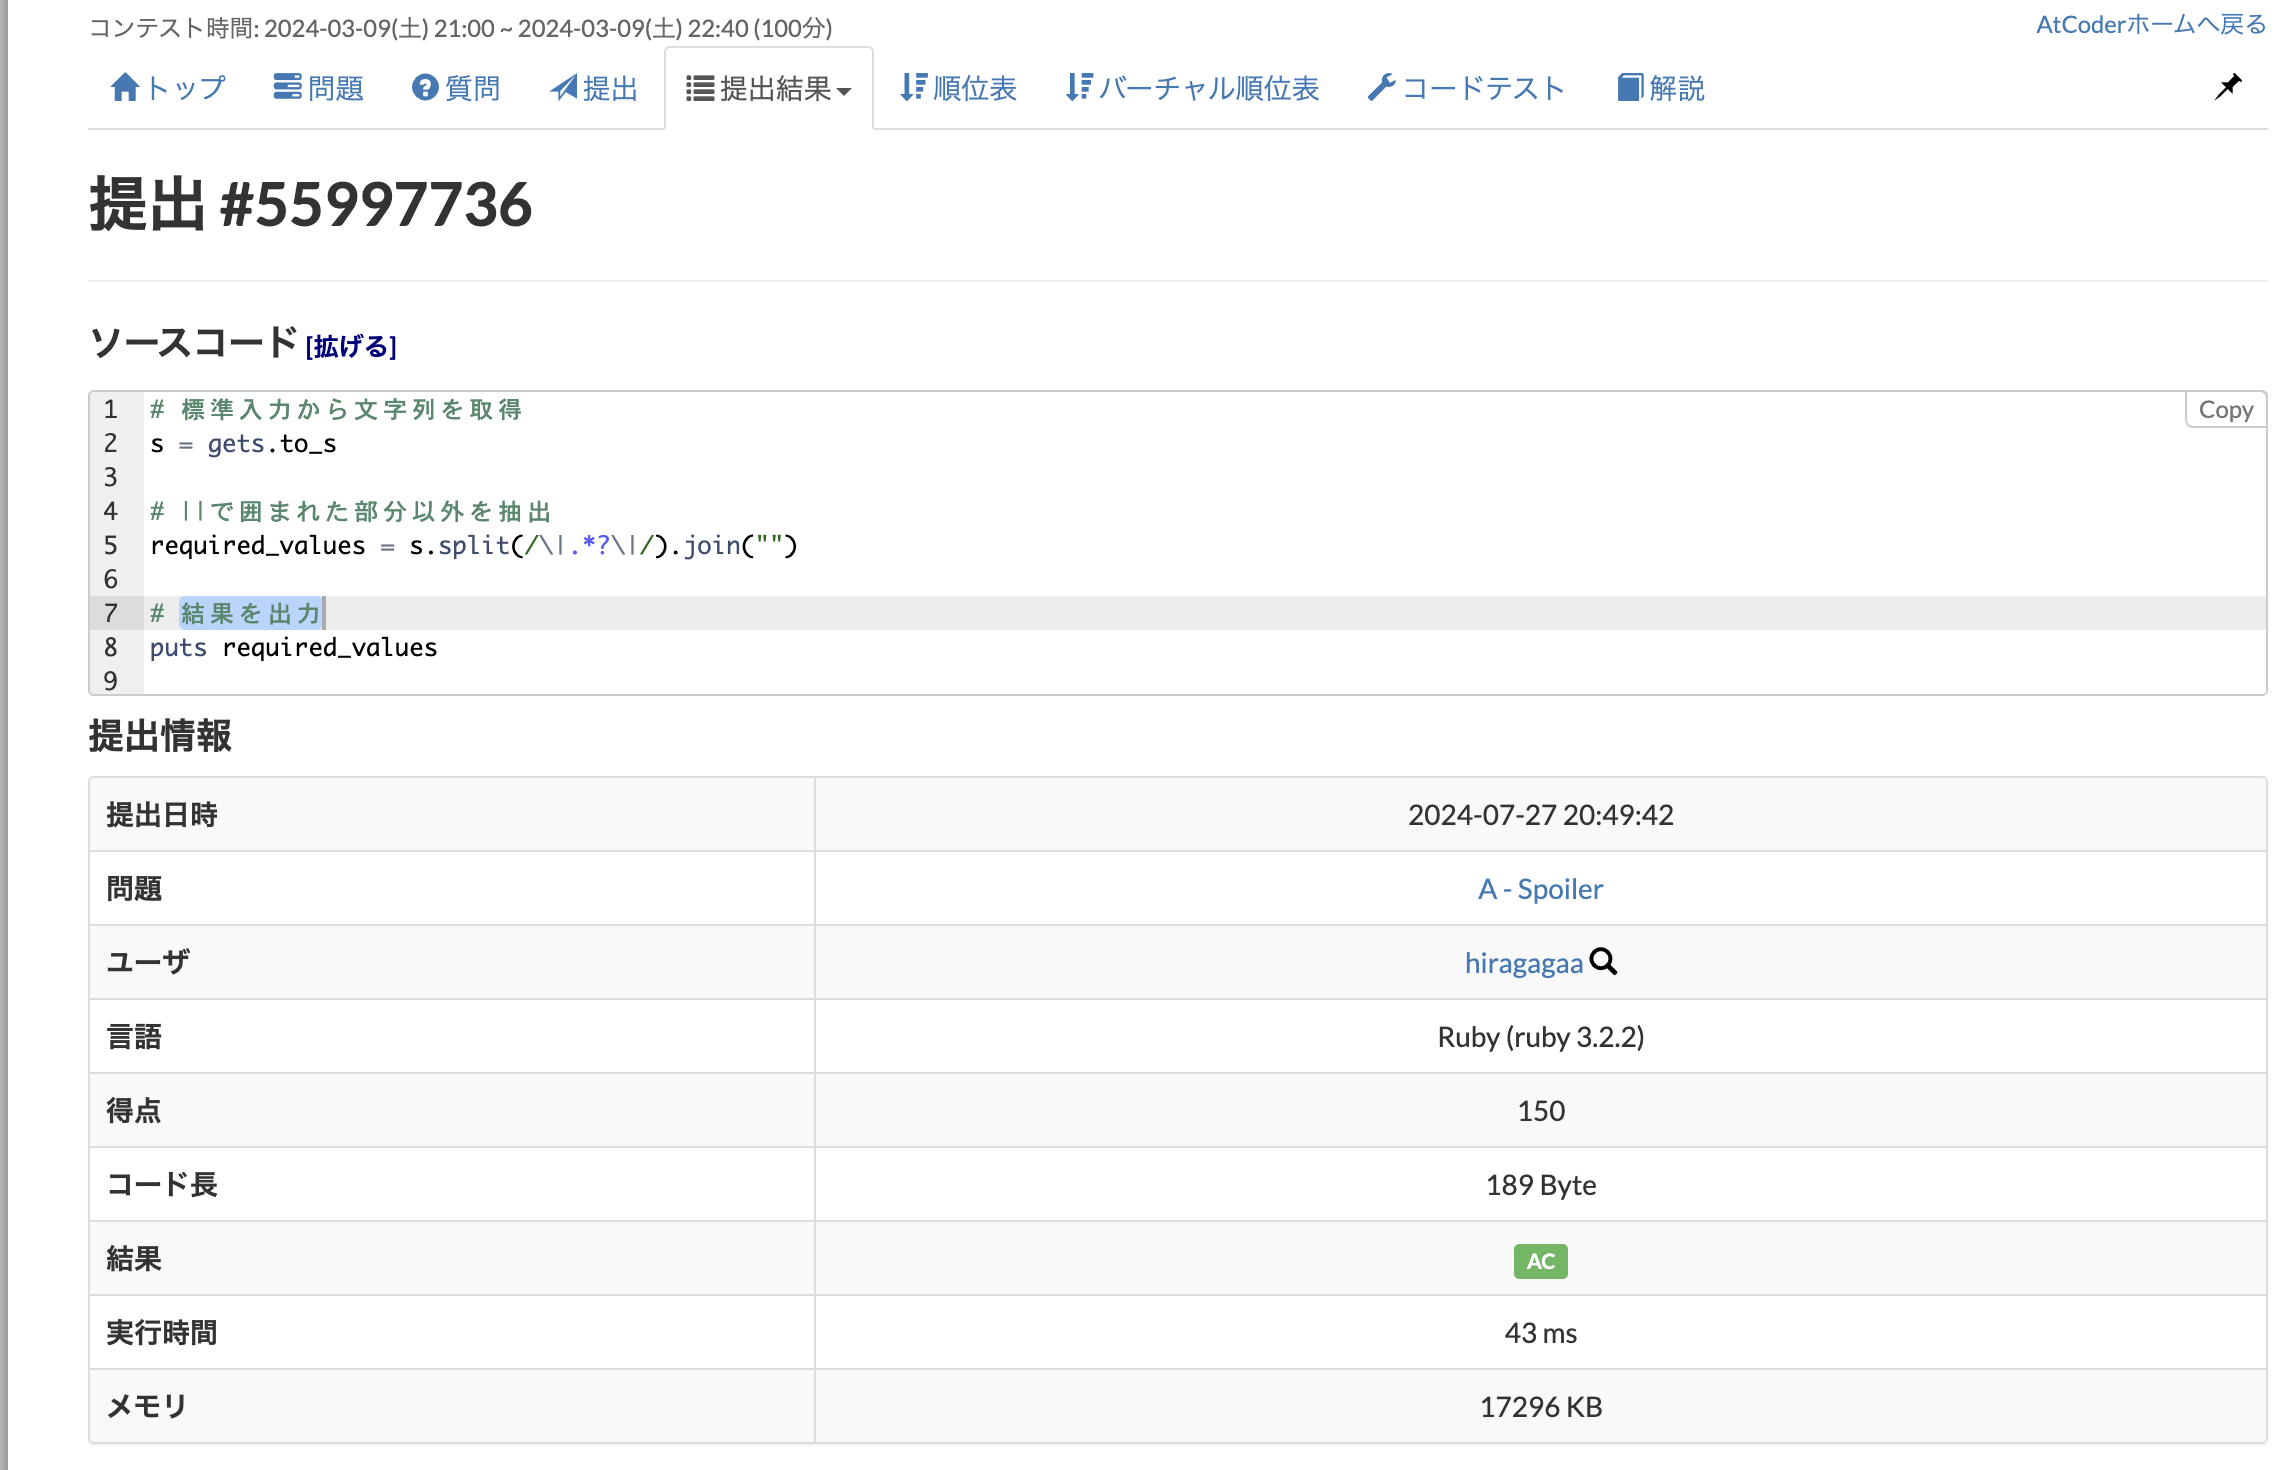 コンテスト時間: 2024-03-09(土) 21:00 ~ 2024-03-09(土) 22:40 (100分)
AtCoderホームへ戻る
トップ 問題 質問 提出 提出結果 順位表 バーチャル順位表 コードテスト 解説
提出 #55997736
ソースコード [拡げる]
Copy
1 # 標準入力から文字列を取得
2 s = gets.to_s
3
4 # ||で囲まれた部分以外を抽出
5 required_values = s.split(/\|.*?\|/).join("")
6
7 # 結果を出力
8 puts required_values
9
提出情報
提出日時 2024-07-27 20:49:42
問題 A - Spoiler
ユーザ hiragagaa
言語 Ruby (ruby 3.2.2)
得点 150
コード長 189 Byte
結果 AC
実行時間 43 ms
メモリ 17296 KB